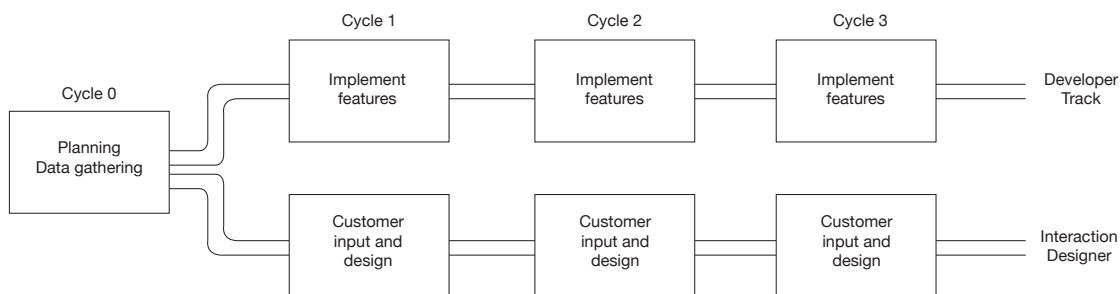 Cycle 1
Cycle 2
Cycle 3
Implement
features
Implement
features
Implement
features
Developer
Track
Cycle 0
Planning
Data gathering
Customer
input and
design
Customer
input and
design
Customer
input and
design
Interaction
Designer